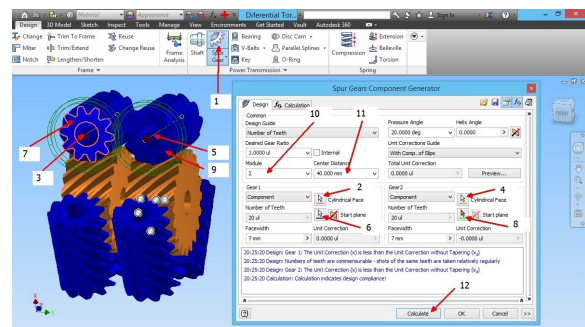 Material
Appearance
Diferential Tor...
Sign In
3D Model
Design
Sketch
Inspect
Tools
Manage
View
Environments
Get Started
Vault
Autodesk 360
Change
Trim To Frame
Reuse
Miter
Trim/Extend
Change Reuse
Notch
Lengthen/Shorten
Frame
Analysis
Shaft
Spur
Gear
Bearing
Disc Cam
V-Belts
Parallel Splines
Key
O-Ring
Compression
Extension
Belleville
Torsion
Frame
Power Transmission
Spring
1
7
3
5
9
Spur Gears Component Generator
Design
Calculation
Common
Design Guide
Number of Teeth
Pressure Angle
20.0000 deg
Helix Angle
0.0000
Desired Gear Ratio
1.0000 ul
Internal
Unit Corrections Guide
With Comp. of Slips
Module
2
Center Distance
40.000 mm
Total Unit Correction
0.0000 ul
Preview...
Gear1
Component
Cylindrical Face
Number of Teeth
20 ul
Start plane
Facewidth
7 mm
Unit Correction
0.0000 ul
Gear2
Component
Cylindrical Face
Number of Teeth
20 ul
Start plane
Facewidth
7 mm
Unit Correction
-0.0000 ul
10
11
2
4
6
8
20:25:20 Design: Gear 1: The Unit Correction (x) is less than the Unit Correction without Tapering (xz)
20:25:20 Design: Numbers of teeth are commensurable - shots of the same teeth are taken relatively regularly
20:25:20 Design: Gear 2: The Unit Correction (x) is less than the Unit Correction without Tapering (xz)
20:25:20 Calculation: Calculation indicates design compliance!
12
Calculate
OK
Cancel
>>
FRONT
X
Z